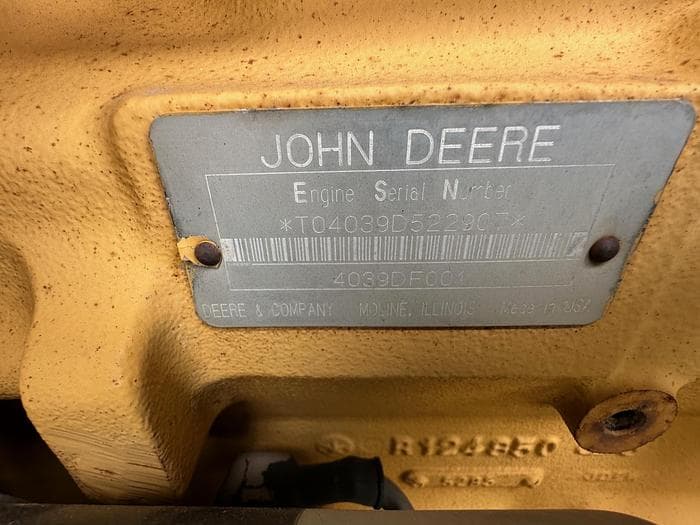 JOHN DEERE
Engine Serial Number
*T04039D522907*
4039DF001
DEERE & COMPANY MOLINE, ILLINOIS Made in USA
R124850